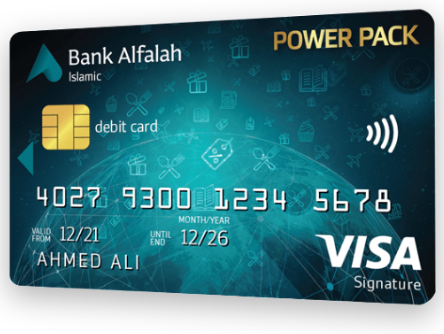 Bank Alfalah
Islamic
POWER PACK
debit card
4027 9300 1234 5678
MONTH/YEAR
VALID FROM 12/21 UNTIL END 12/26
AHMED ALI
VISA
Signature